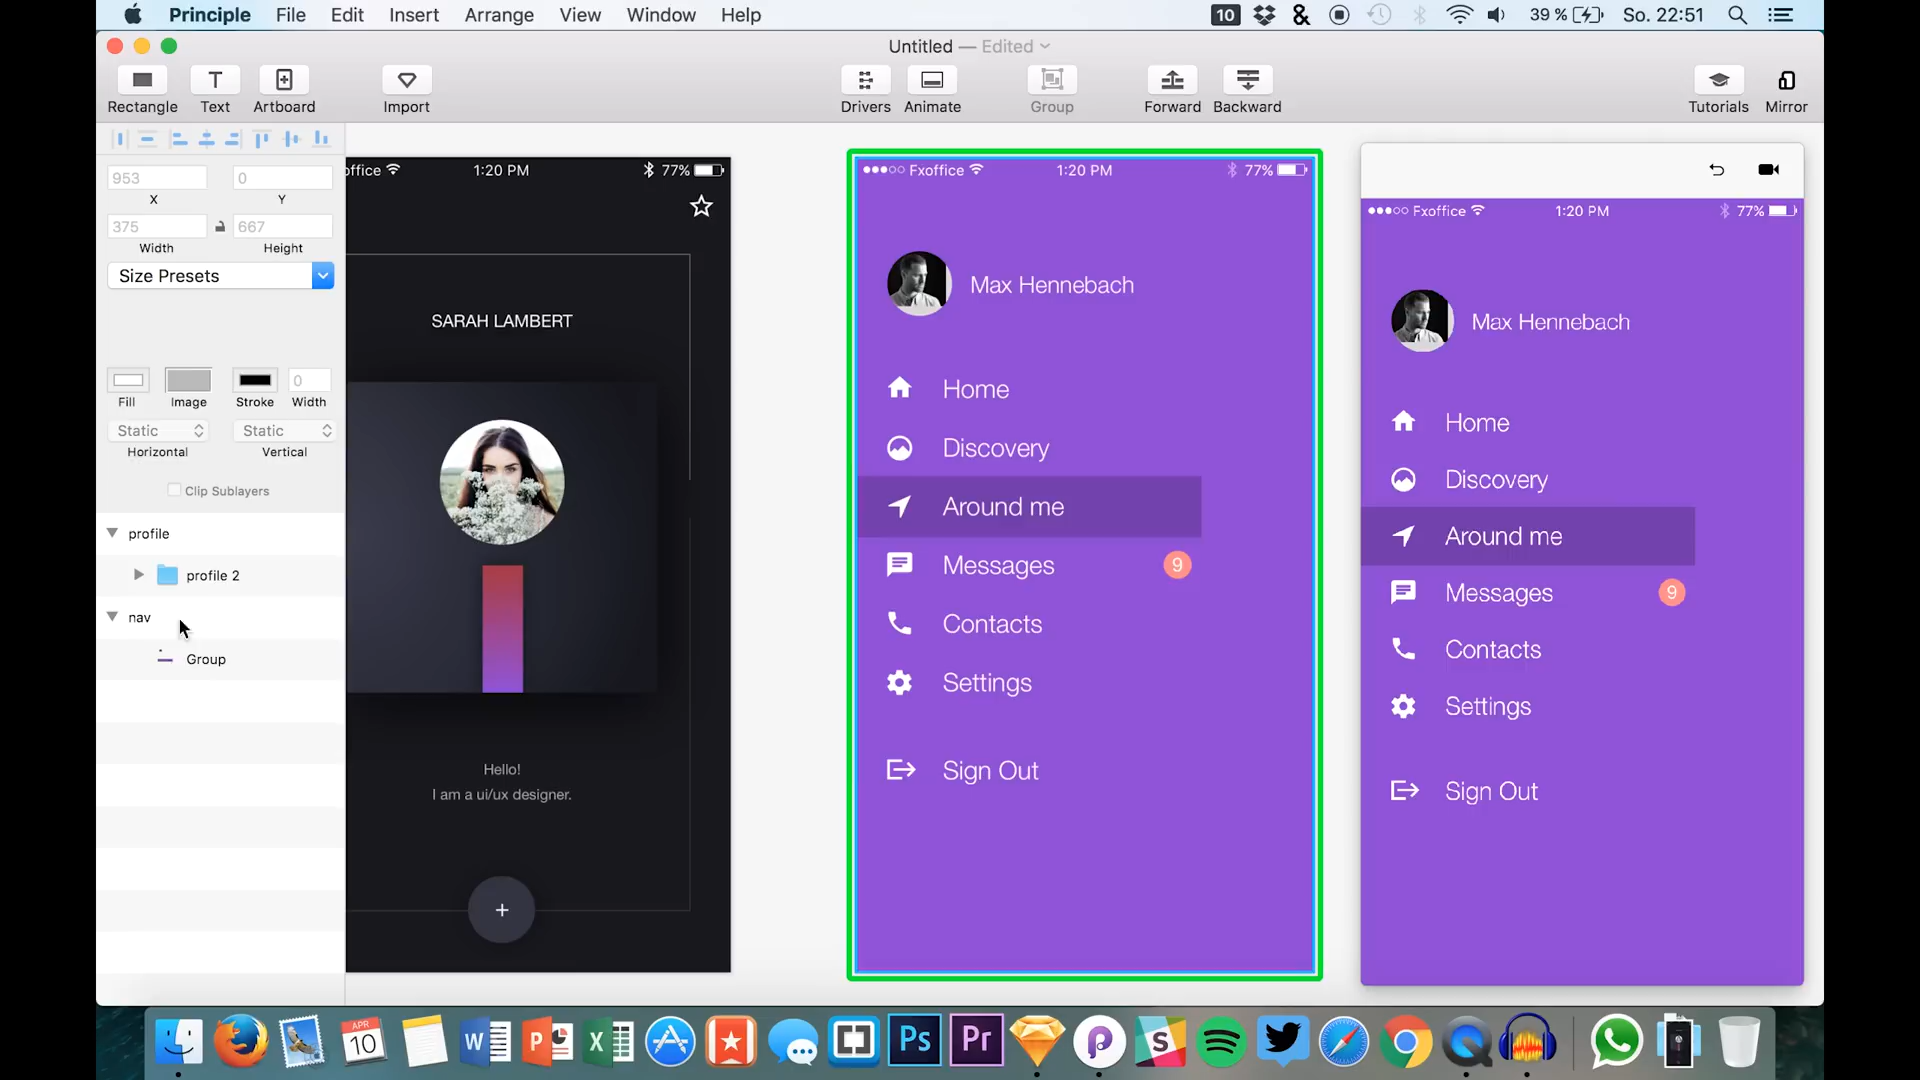 Principle File Edit Insert Arrange View Window Help 10 & 39 % So. 22:51
Untitled — Edited
Rectangle Text Artboard Import Drivers Animate Group Forward Backward Tutorials Mirror
953 0
X Y
375 667
Width Height
Size Presets
0
Fill Image Stroke Width
Static Static
Horizontal Vertical
Clip Sublayers
profile
profile 2
nav
Group
office 1:20 PM 77%
SARAH LAMBERT
Hello!
I am a ui/ux designer.
+
Fxoffice 1:20 PM 77%
Max Hennebach
Home
Discovery
Around me
Messages 9
Contacts
Settings
Sign Out
Fxoffice 1:20 PM 77%
Max Hennebach
Home
Discovery
Around me
Messages 9
Contacts
Settings
Sign Out
APR
10
W P X Ps Pr P S